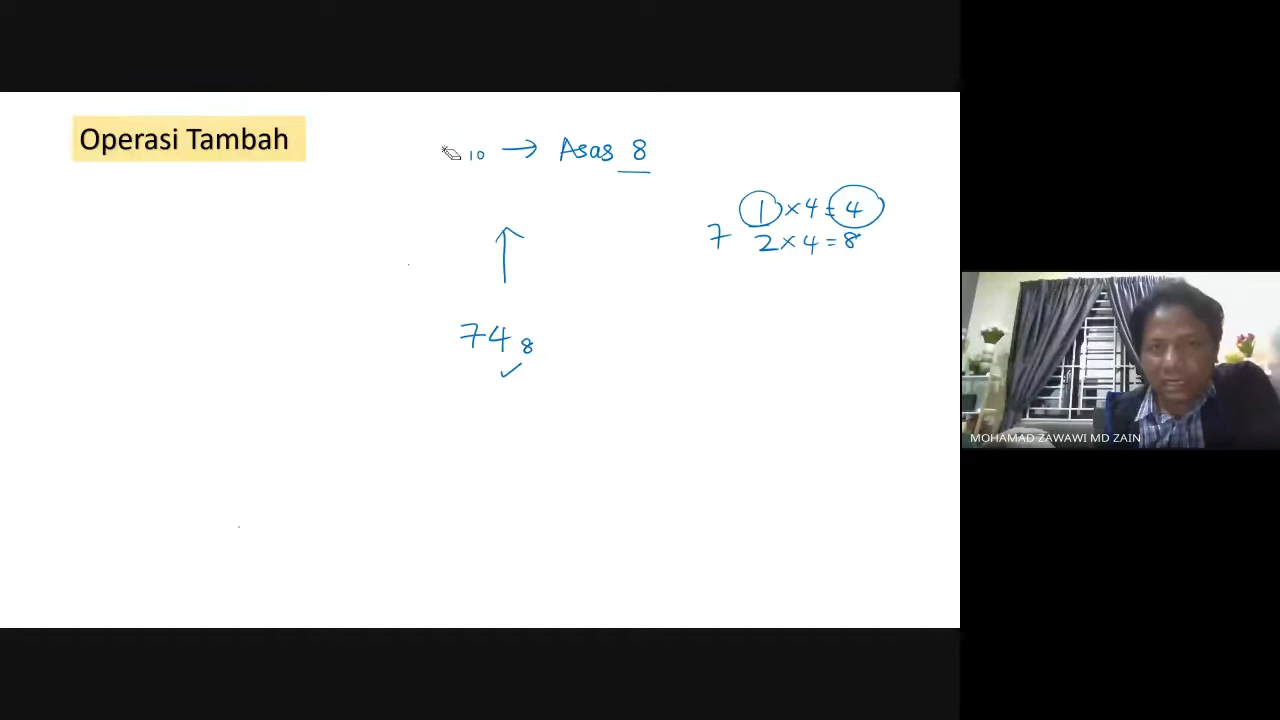 Operasi Tambah
10 → Asas 8
1 × 4 = 4
7 2 × 4 = 8
↑
74 8
✓
MOHAMAD ZAWAWI MD ZAIN